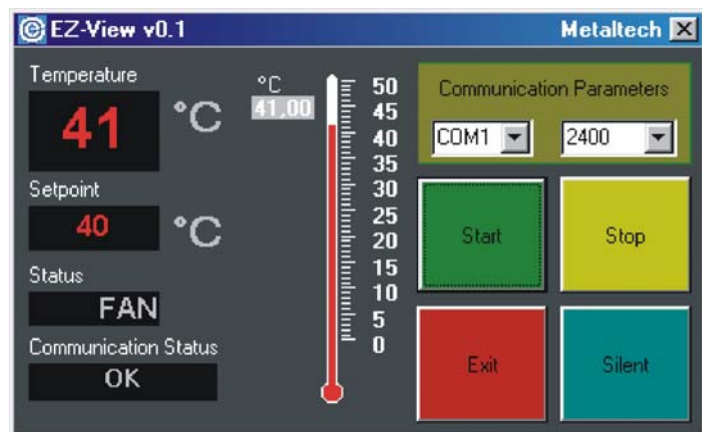 EZ-View v0.1
Metaltech
Temperature
41 °C
Setpoint
40 °C
Status
FAN
Communication Status
OK
°C
41,00
50
45
40
35
30
25
20
15
10
5
0
Communication Parameters
COM1 2400
Start Stop
Exit Silent